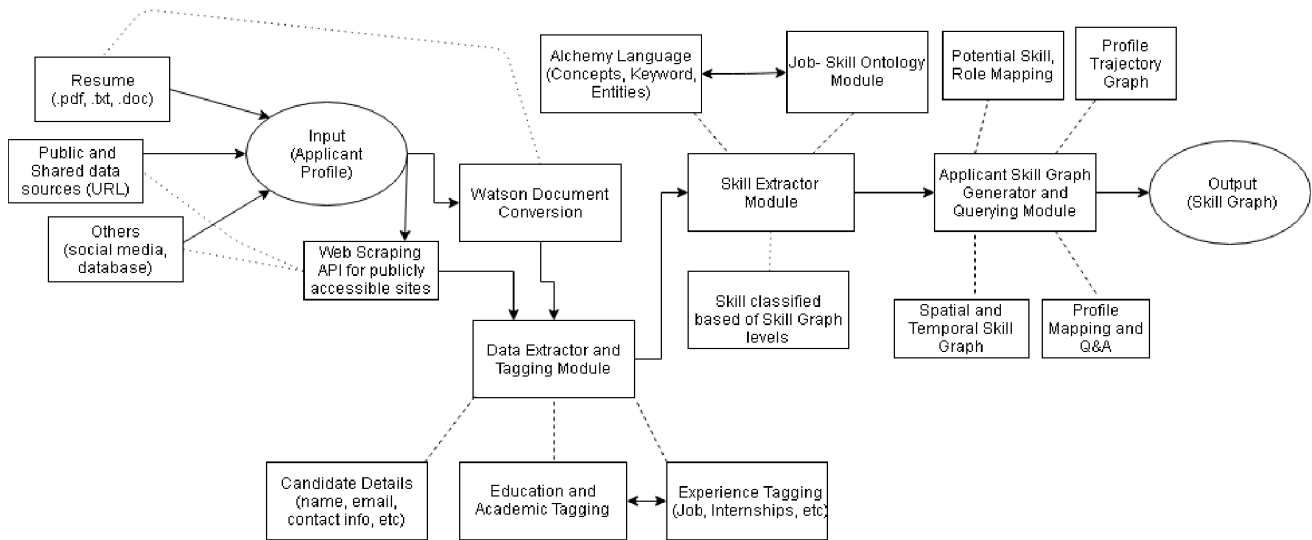 Resume
(.pdf, .txt, .doc)
Public and
Shared data
sources (URL)
Others
(social media,
database)
Input
(Applicant
Profile)
Watson Document
Conversion
Web Scraping
API for publicly
accessible sites
Data Extractor and
Tagging Module
Candidate Details
(name, email,
contact info, etc)
Education and
Academic Tagging
Experience Tagging
(Job, Internships, etc)
Alchemy Language
(Concepts, Keyword,
Entities)
Job- Skill Ontology
Module
Skill Extractor
Module
Skill classified
based of Skill Graph
levels
Potential Skill,
Role Mapping
Profile
Trajectory
Graph
Applicant Skill Graph
Generator and
Querying Module
Spatial and
Temporal Skill
Graph
Profile
Mapping and
Q&A
Output
(Skill Graph)